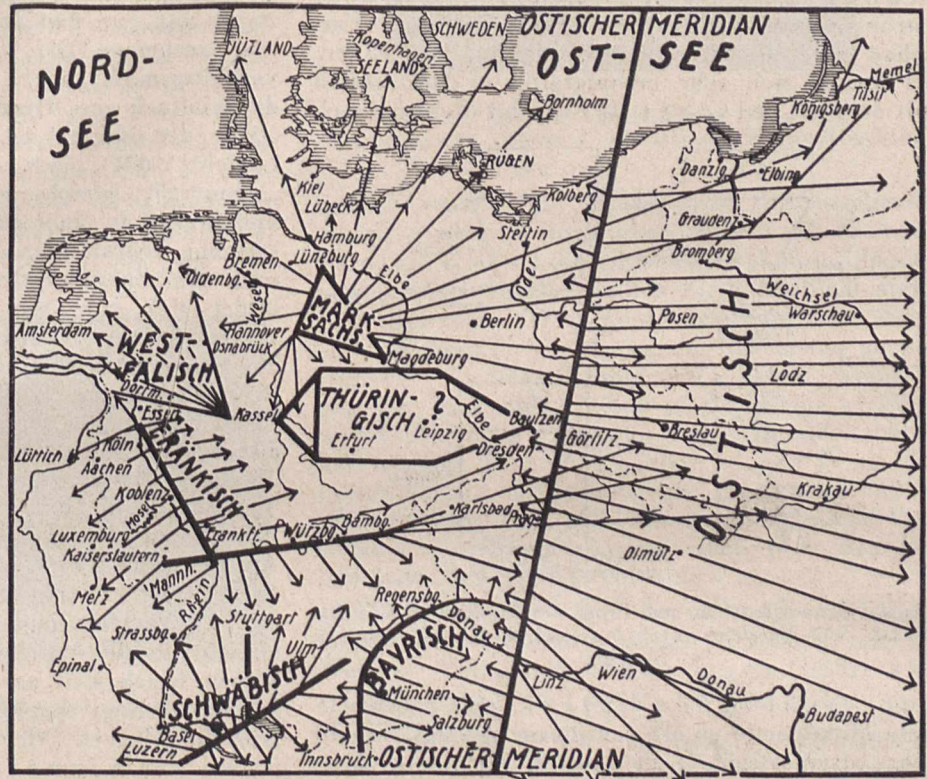 OSTISCHER MERIDIAN
NORD-
SEE
OST- SEE
JÜTLAND
Kopenhagen
SEELAND
SCHWEDEN
Bornholm
Memel
Tilsit
Königsberg
RÜGEN
Danzig
Elbing
Kiel
Lübeck
Kolberg
Stettin
Graudenz
Bromberg
Hamburg
Lüneburg
Bremen
Oldenbg.
Weser
Elbe
Oder
Weichsel
Warschau
Amsterdam
WEST-
FÄLISCH
Hannover
Osnabrück
MARK-
SÄCHS.
Berlin
Posen
Magdeburg
Lodz
Dortm.
Essen
Kassel
THÜRIN-
GISCH ?
Elbe
Erfurt
Leipzig
Bautzen
Dresden
Görlitz
Breslau
OSTISCH
Lüttich
Köln
Aachen
FRÄNKISCH
Koblenz
Mosel
Krakau
Luxemburg
Kaiserslautern
Frankf.
Würzbg.
Bambg.
Karlsbad
Prag
Olmütz
Metz
Mannh.
Rhein
Regensbg.
Donau
Strassbg.
Stuttgart
Ulm
Epinal
SCHWÄBISCH
BAYRISCH
München
Linz
Wien
Donau
Budapest
Salzburg
Basel
Luzern
Innsbruck
OSTISCHER MERIDIAN